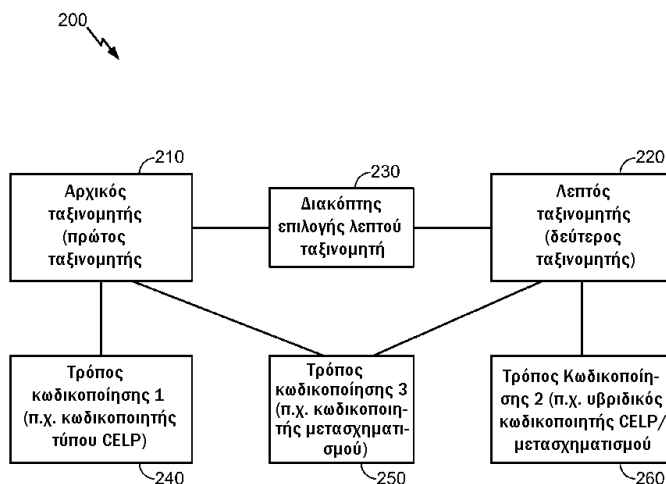 200
210
Αρχικός
ταξινομητής
(πρώτος
ταξινομητής
230
Διακόπτης
επιλογής λεπτού
ταξινομητή
220
Λεπτός
ταξινομητής
(δεύτερος
ταξινομητής)
Τρόπος
κωδικοποίησης 1
(π.χ. κωδικοποιητής
τύπου CELP)
240
Τρόπος
κωδικοποίησης 3
(π.χ. κωδικοποιη-
τής μετασχηματι-
σμού)
250
Τρόπος Κωδικοποίη-
σης 2 (π.χ. υβριδικός
κωδικοποιητής CELP/
μετασχηματισμού
260